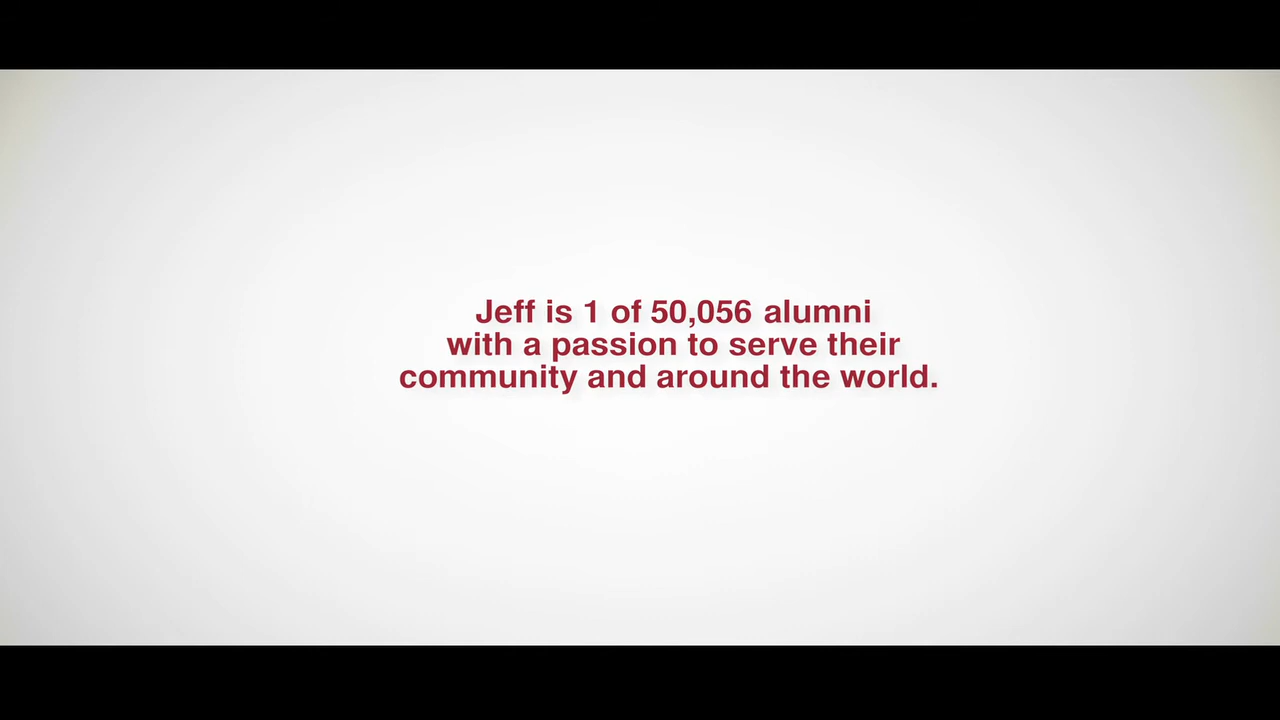 Jeff is 1 of 50,056 alumni
with a passion to serve their
community and around the world.